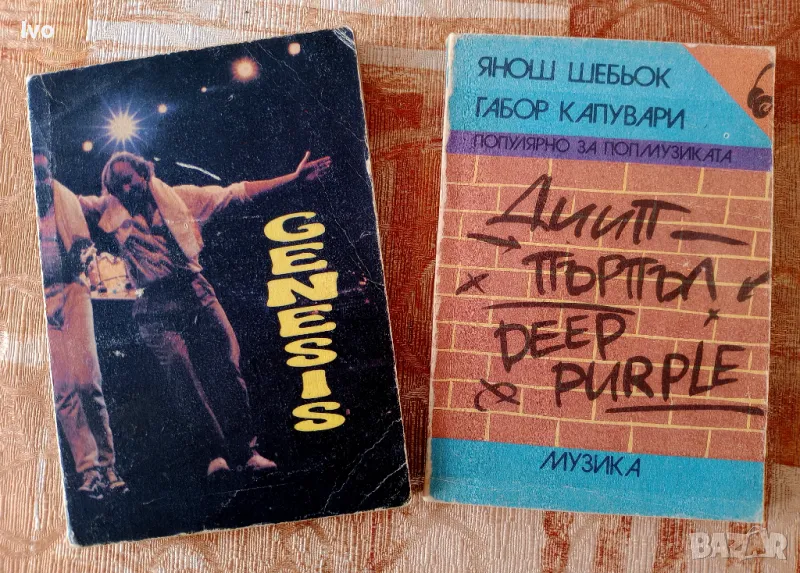 ivo
GENESIS
ЯНОШ ШЕБЬОК
ГАБОР КАПУВАРИ
ПОПУЛЯРНО ЗА ПОПМУЗИКАТА
ДИИП
ПЪРПЪЛ
DEEP
PURPLE
МУЗИКА
BAZAR